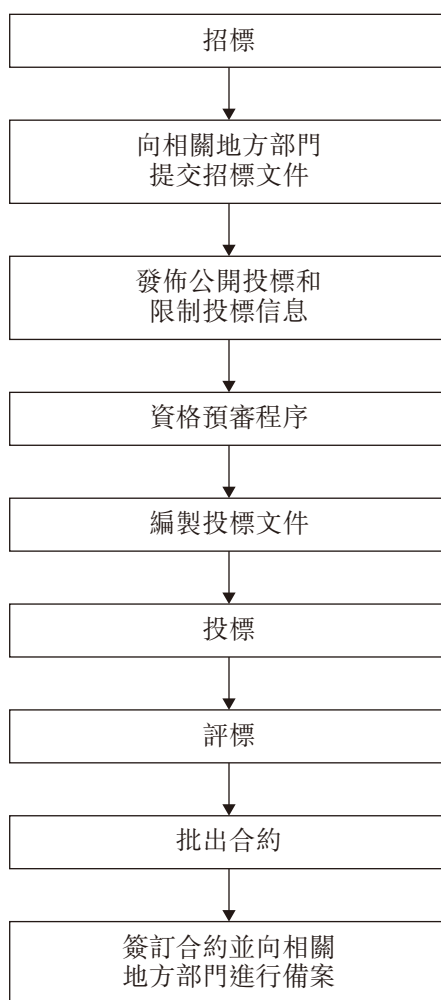 招標
向相關地方部門
提交招標文件
發佈公開投標和
限制投標信息
資格預審程序
編製投標文件
投標
評標
批出合約
簽訂合約並向相關
地方部門進行備案